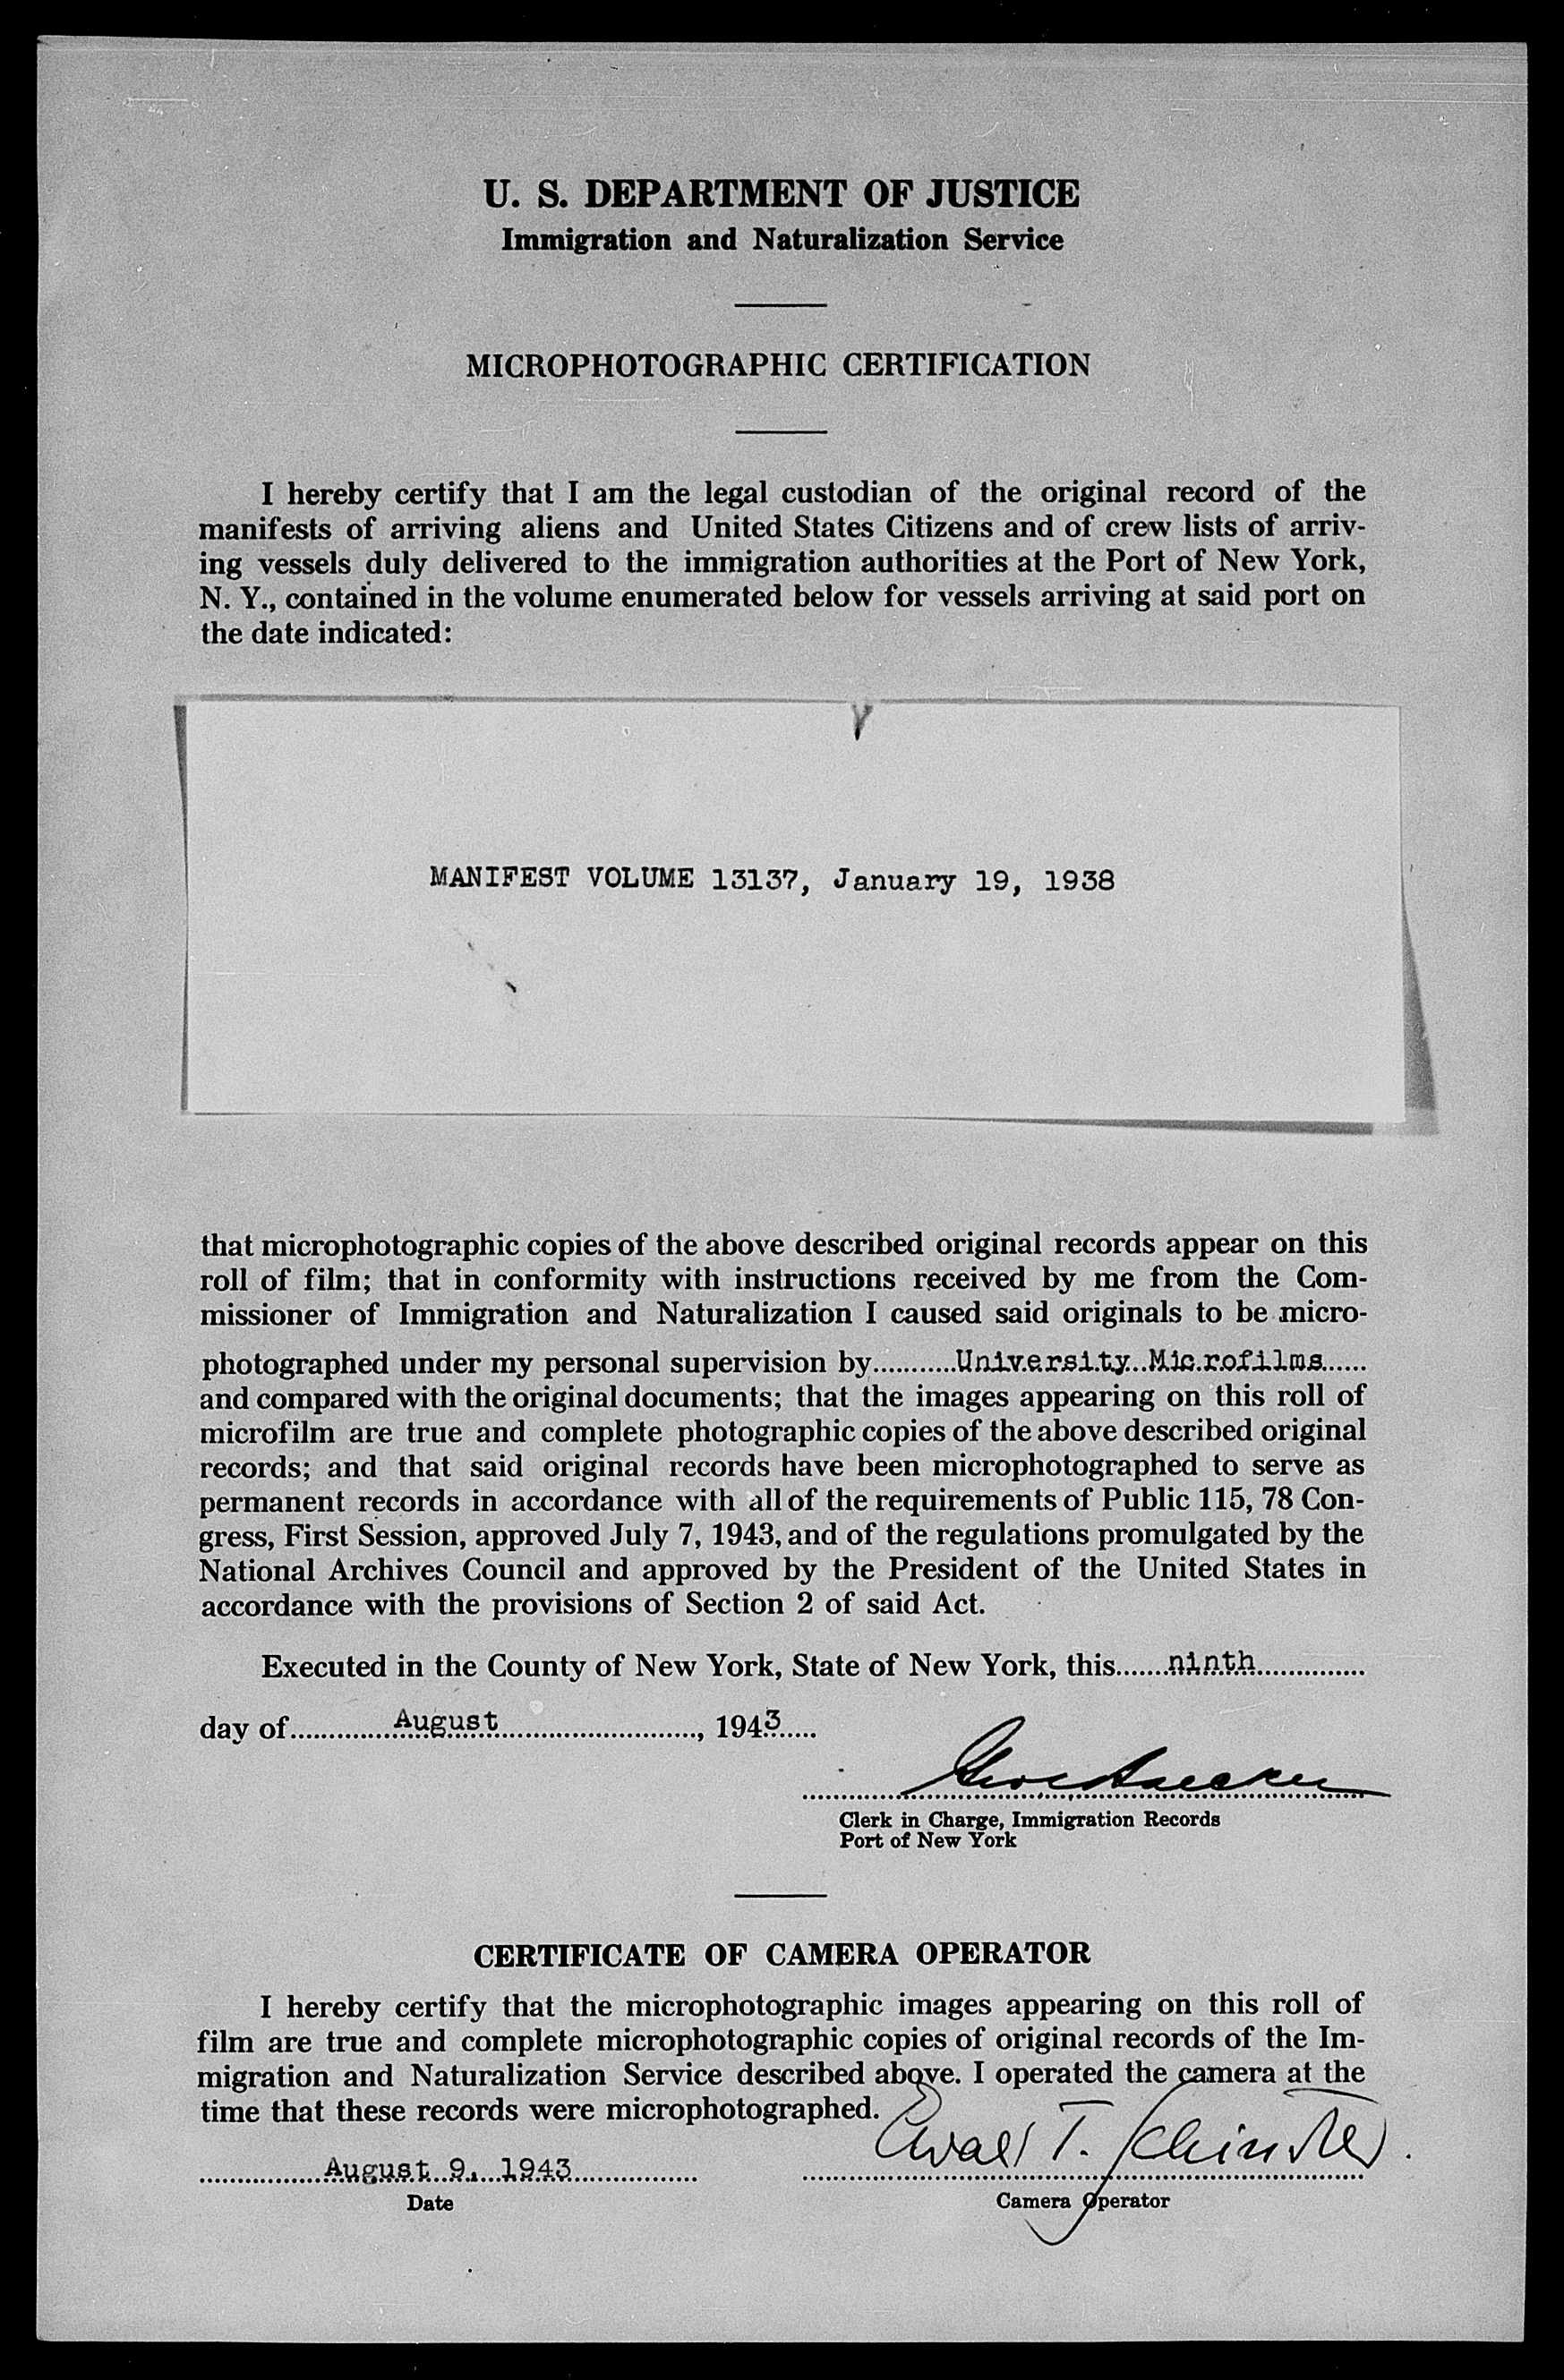 U. S. DEPARTMENT OF JUSTICE
Immigration and Naturalization Service
MICROPHOTOGRAPHIC CERTIFICATION
I hereby certify that I am the legal custodian of the original record of the
manifests of arriving aliens and United States Citizens and of crew lists of arriv-
ing vessels duly delivered to the immigration authorities at the Port of New York,
N. Y., contained in the volume enumerated below for vessels arriving at said port on
the date indicated:
MANIFEST VOLUME 13137, January 19, 1938
that microphotographic copies of the above described original records appear on this
roll of film; that in conformity with instructions received by me from the Com-
missioner of Immigration and Naturalization I caused said originals to be micro-
photographed under my personal supervision by...........University Microfilms......
and compared with the original documents; that the images appearing on this roll of
microfilm are true and complete photographic copies of the above described original
records; and that said original records have been microphotographed to serve as
permanent records in accordance with all of the requirements of Public 115, 78 Con-
gress, First Session, approved July 7, 1943, and of the regulations promulgated by the
National Archives Council and approved by the President of the United States in
accordance with the provisions of Section 2 of said Act.
Executed in the County of New York, State of New York, this.......ninth..............
day of..............August.........................., 1943.....
Clerk in Charge, Immigration Records
Port of New York
CERTIFICATE OF CAMERA OPERATOR
I hereby certify that the microphotographic images appearing on this roll of
film are true and complete microphotographic copies of original records of the Im-
migration and Naturalization Service described above. I operated the camera at the
time that these records were microphotographed.
T.
August 9, 1943
Date
Camera Operator